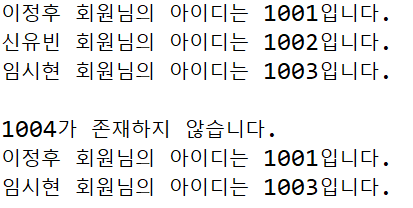 이정후 회원님의 아이디는 1001입니다.
신유빈 회원님의 아이디는 1002입니다.
임시현 회원님의 아이디는 1003입니다.
1004가 존재하지 않습니다.
이정후 회원님의 아이디는 1001입니다.
임시현 회원님의 아이디는 1003입니다.